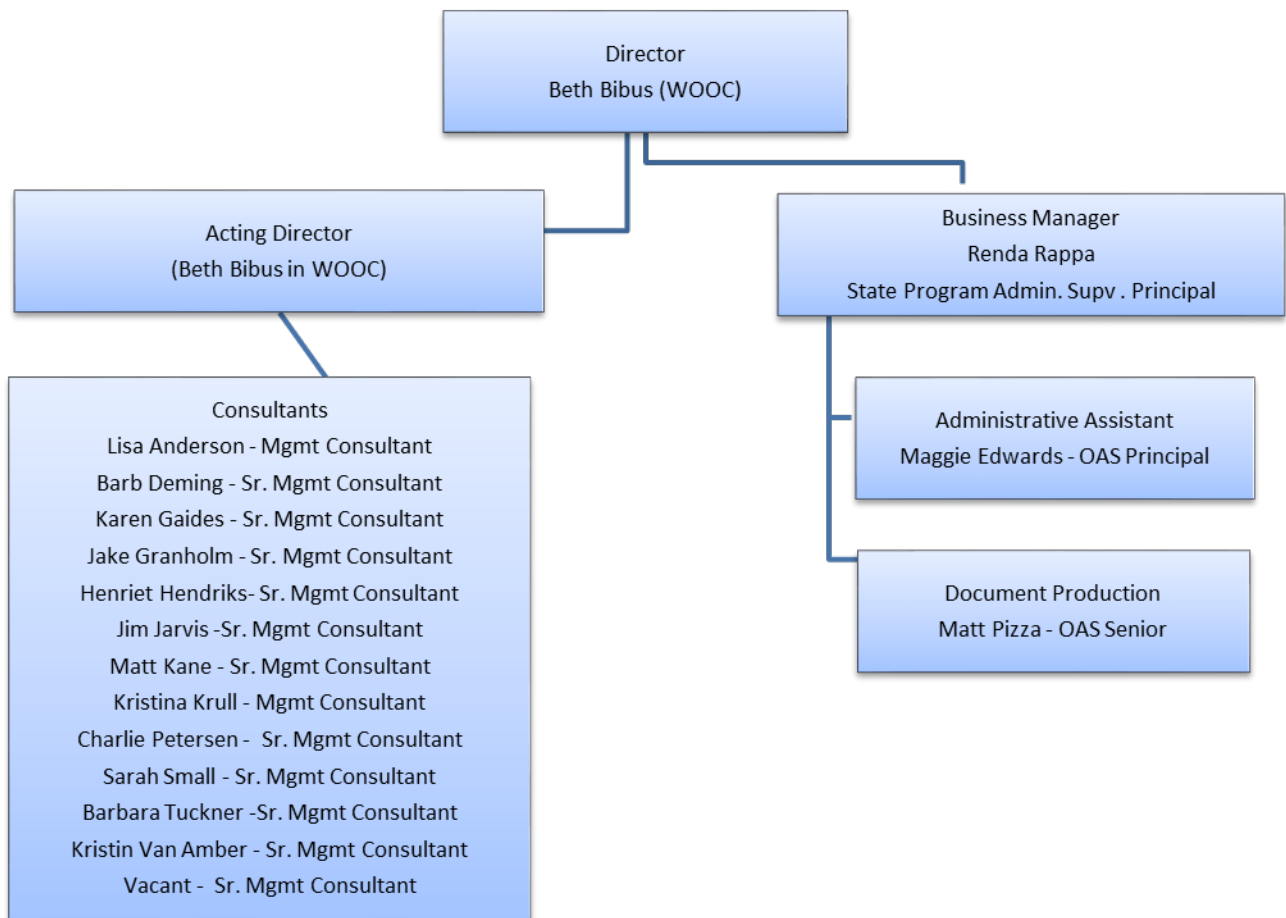 Director
Beth Bibus (WOOC)
Acting Director
(Beth Bibus in WOOC)
Business Manager
Renda Rappa
State Program Admin. Supv . Principal
Consultants
Lisa Anderson - Mgmt Consultant
Barb Deming - Sr. Mgmt Consultant
Karen Gaides - Sr. Mgmt Consultant
Jake Granholm - Sr. Mgmt Consultant
Henriet Hendriks- Sr. Mgmt Consultant
Jim Jarvis -Sr. Mgmt Consultant
Matt Kane - Sr. Mgmt Consultant
Kristina Krull - Mgmt Consultant
Charlie Petersen -  Sr. Mgmt Consultant
Sarah Small - Sr. Mgmt Consultant
Barbara Tuckner -Sr. Mgmt Consultant
Kristin Van Amber - Sr. Mgmt Consultant
Vacant -  Sr. Mgmt Consultant
Administrative Assistant
Maggie Edwards - OAS Principal
Document Production
Matt Pizza - OAS Senior